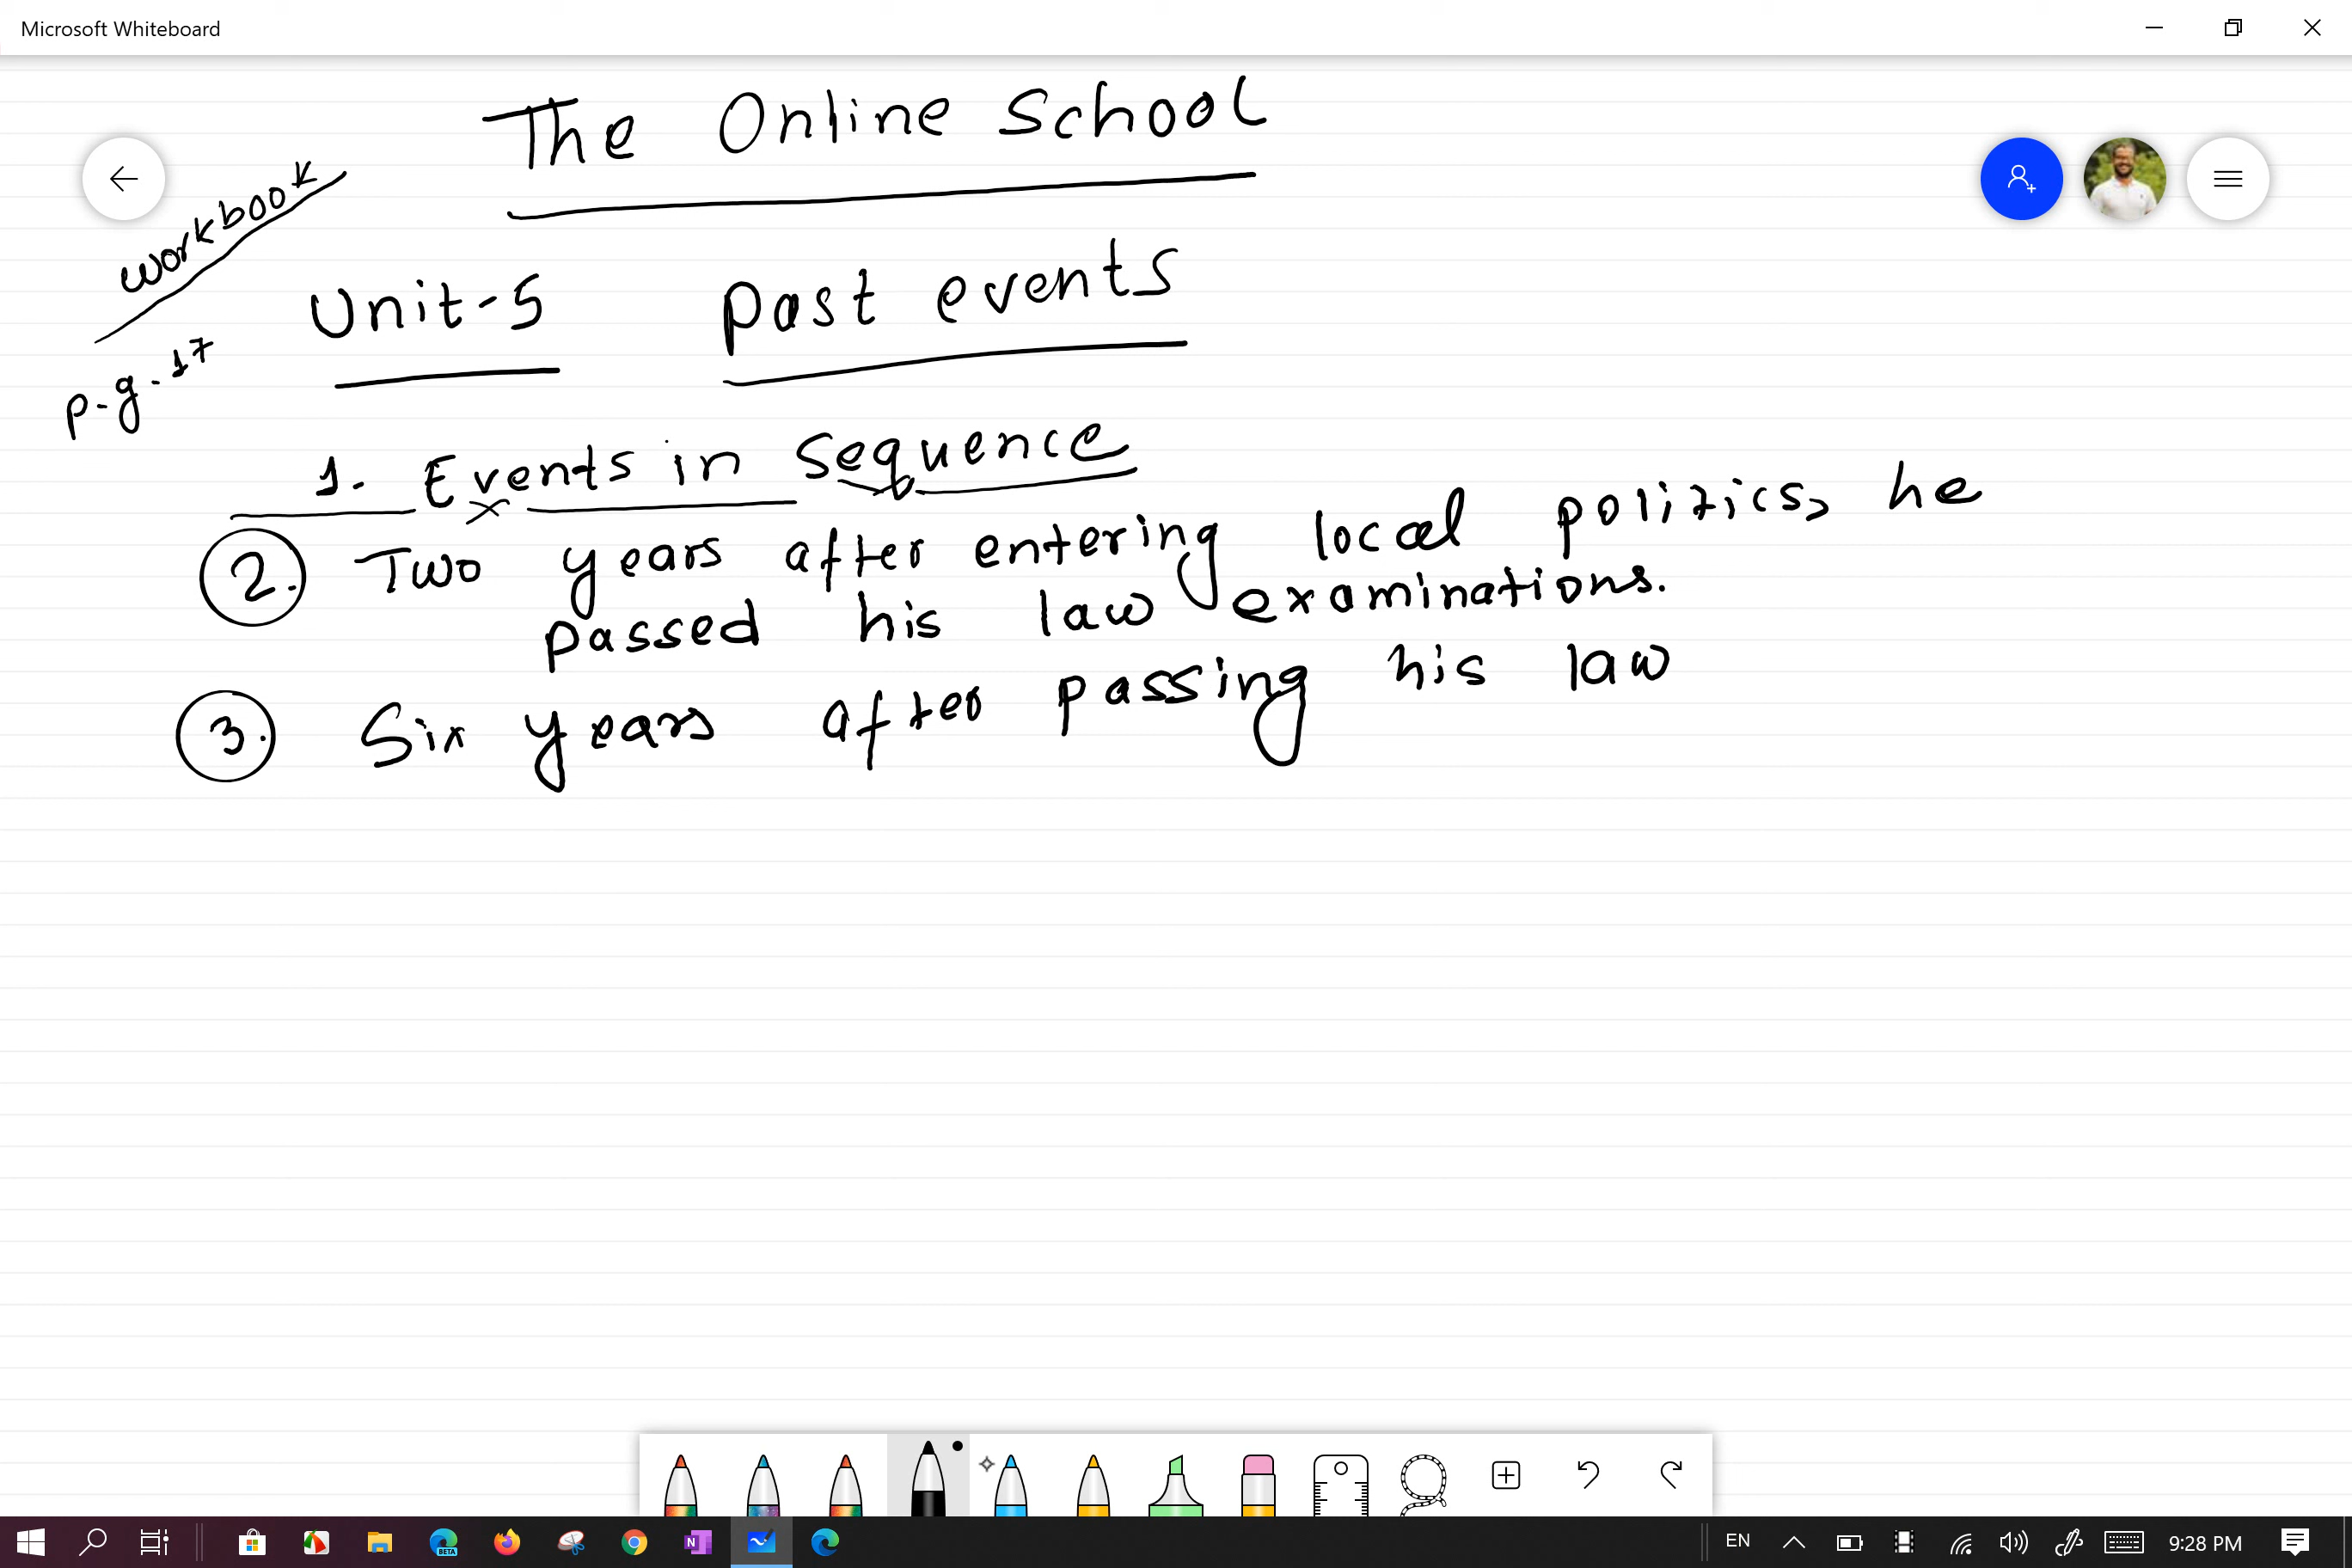 Microsoft Whiteboard
The Online School
workbook
Unit-5 past events
p-g-17
1. Events in Sequence
2. Two years after entering local politics, he
passed his law examinations.
3. Six years after passing his law
BETA
N
EN
9:28 PM